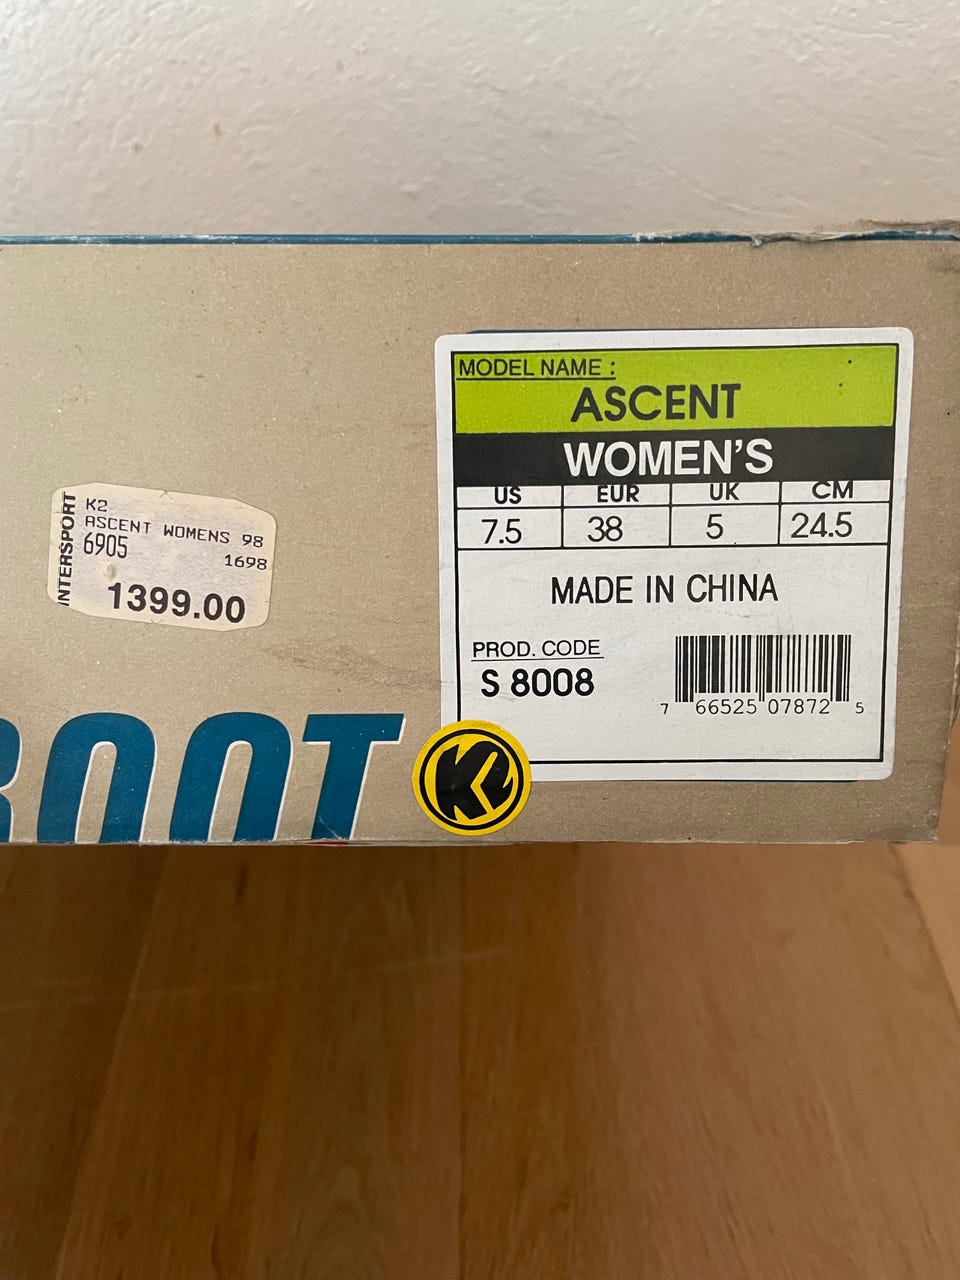 MODEL NAME :
ASCENT
WOMEN'S
US EUR UK CM
7.5 38 5 24.5
MADE IN CHINA
PROD. CODE
S 8008
7 66525 07872 5
INTERSPORT
K2
ASCENT WOMENS 98
6905
1698
1399.00
BOOT
K2